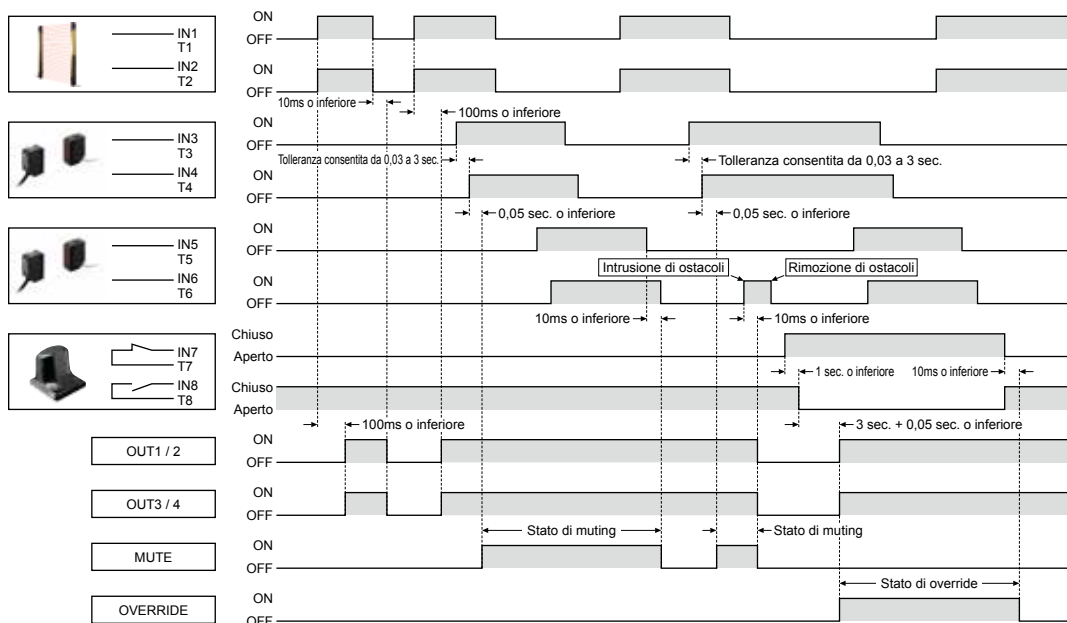 ON
OFF
IN1
T1
IN2
T2
ON
OFF
10ms o inferiore
100ms o inferiore
IN3
T3
IN4
T4
ON
OFF
Tolleranza consentita da 0,03 a 3 sec.
Tolleranza consentita da 0,03 a 3 sec.
ON
OFF
0,05 sec. o inferiore
0,05 sec. o inferiore
IN5
T5
IN6
T6
ON
OFF
Intrusione di ostacoli
Rimozione di ostacoli
ON
OFF
10ms o inferiore
10ms o inferiore
IN7
T7
IN8
T8
Chiuso
Aperto
1 sec. o inferiore
10ms o inferiore
Chiuso
Aperto
100ms o inferiore
3 sec. + 0,05 sec. o inferiore
OUT1 / 2
ON
OFF
OUT3 / 4
ON
OFF
Stato di muting
Stato di muting
MUTE
ON
OFF
Stato di override
OVERRIDE
ON
OFF